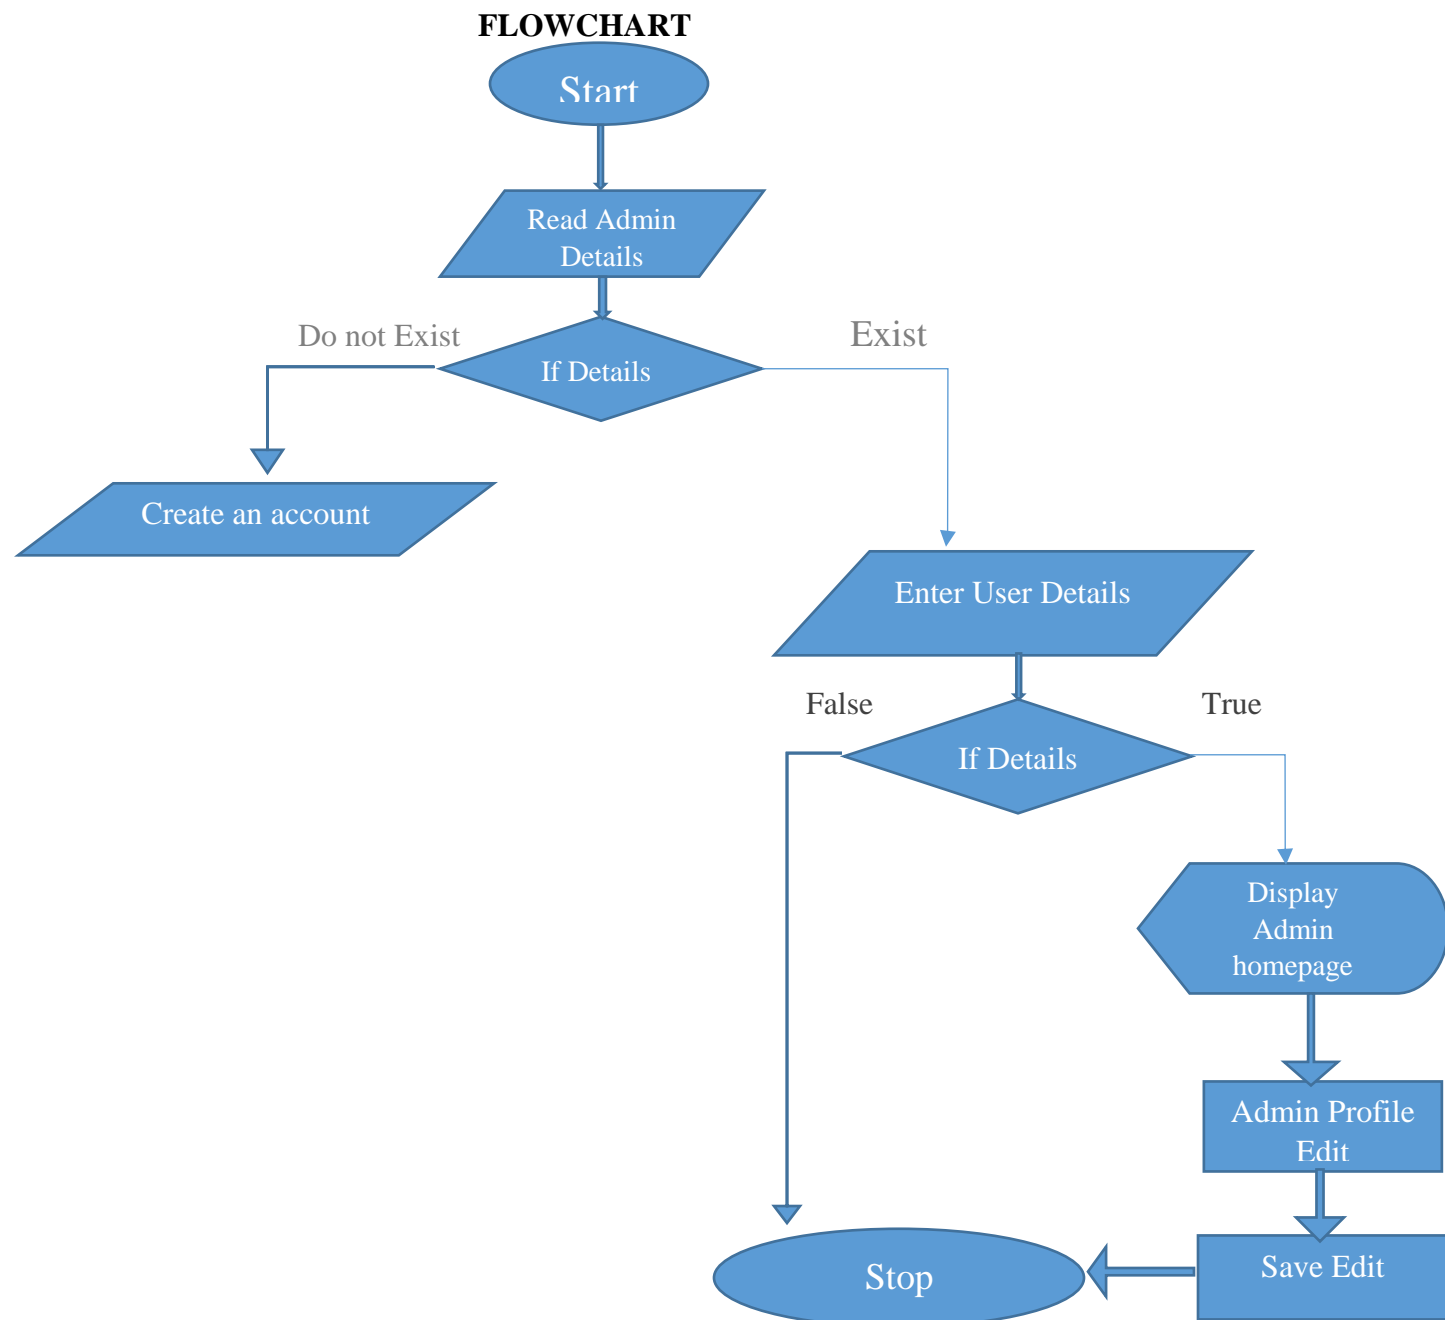 FLOWCHART
Start
Read Admin
Details
Do not Exist
Exist
If Details
Create an account
Enter User Details
False
True
If Details
Display
Admin
homepage
Admin Profile
Edit
Save Edit
Stop